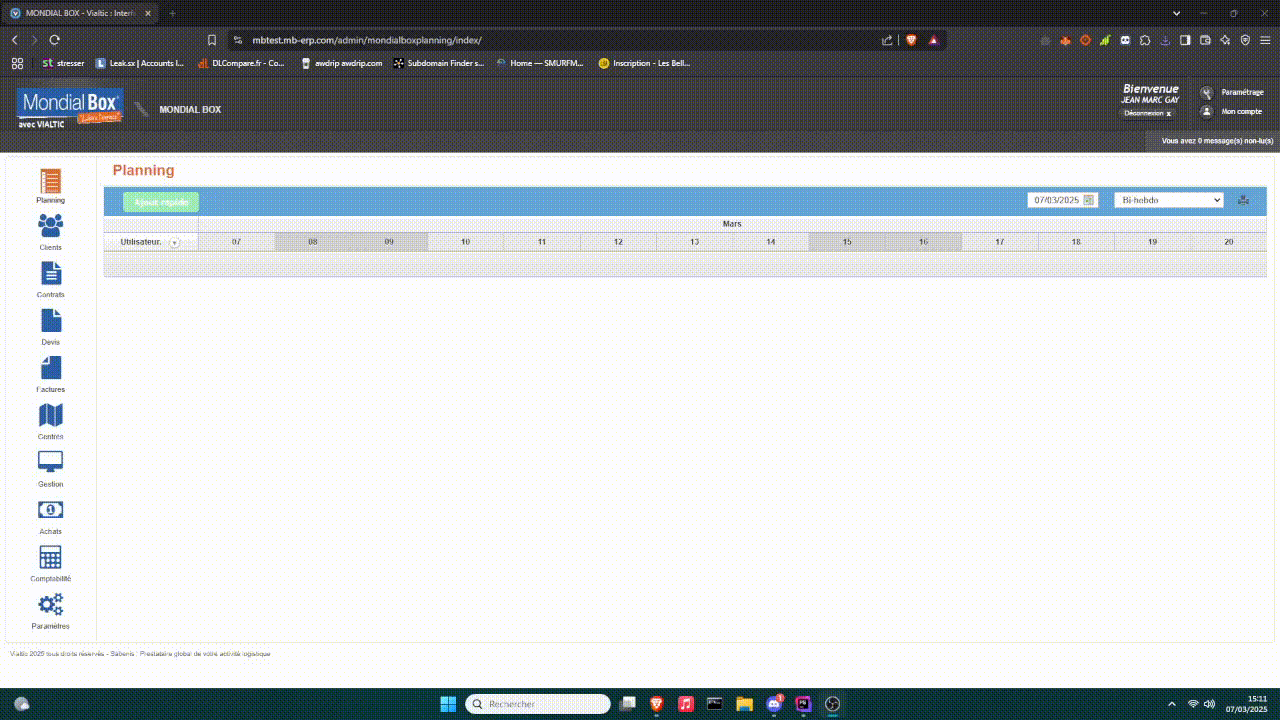 MONDIAL BOX - Vialtic : Interf
mbtest.mb-erp.com/admin/mondialboxplanning/index/
stresser
Leak.sx | Accounts l...
DLCompare.fr - Co...
awdrip awdrip.com
Subdomain Finder s...
Home — SMURFM...
Inscription - Les Bell...
MondialBox
avec VIALTIC
MONDIAL BOX
Bienvenue
JEAN MARC GAY
Déconnexion x
Paramétrage
Mon compte
Vous avez 0 message(s) non-lu(s)
Planning
Clients
Contrats
Devis
Factures
Centres
Gestion
Achats
Comptabilité
Paramètres
Planning
Ajout rapide
07/03/2025
Bi-hebdo
Mars
Utilisateur. 07 08 09 10 11 12 13 14 15 16 17 18 19 20
Vialtic 2025 tous droits réservés - Sabenis : Prestataire global de votre activité logistique
Rechercher
15:11
07/03/2025